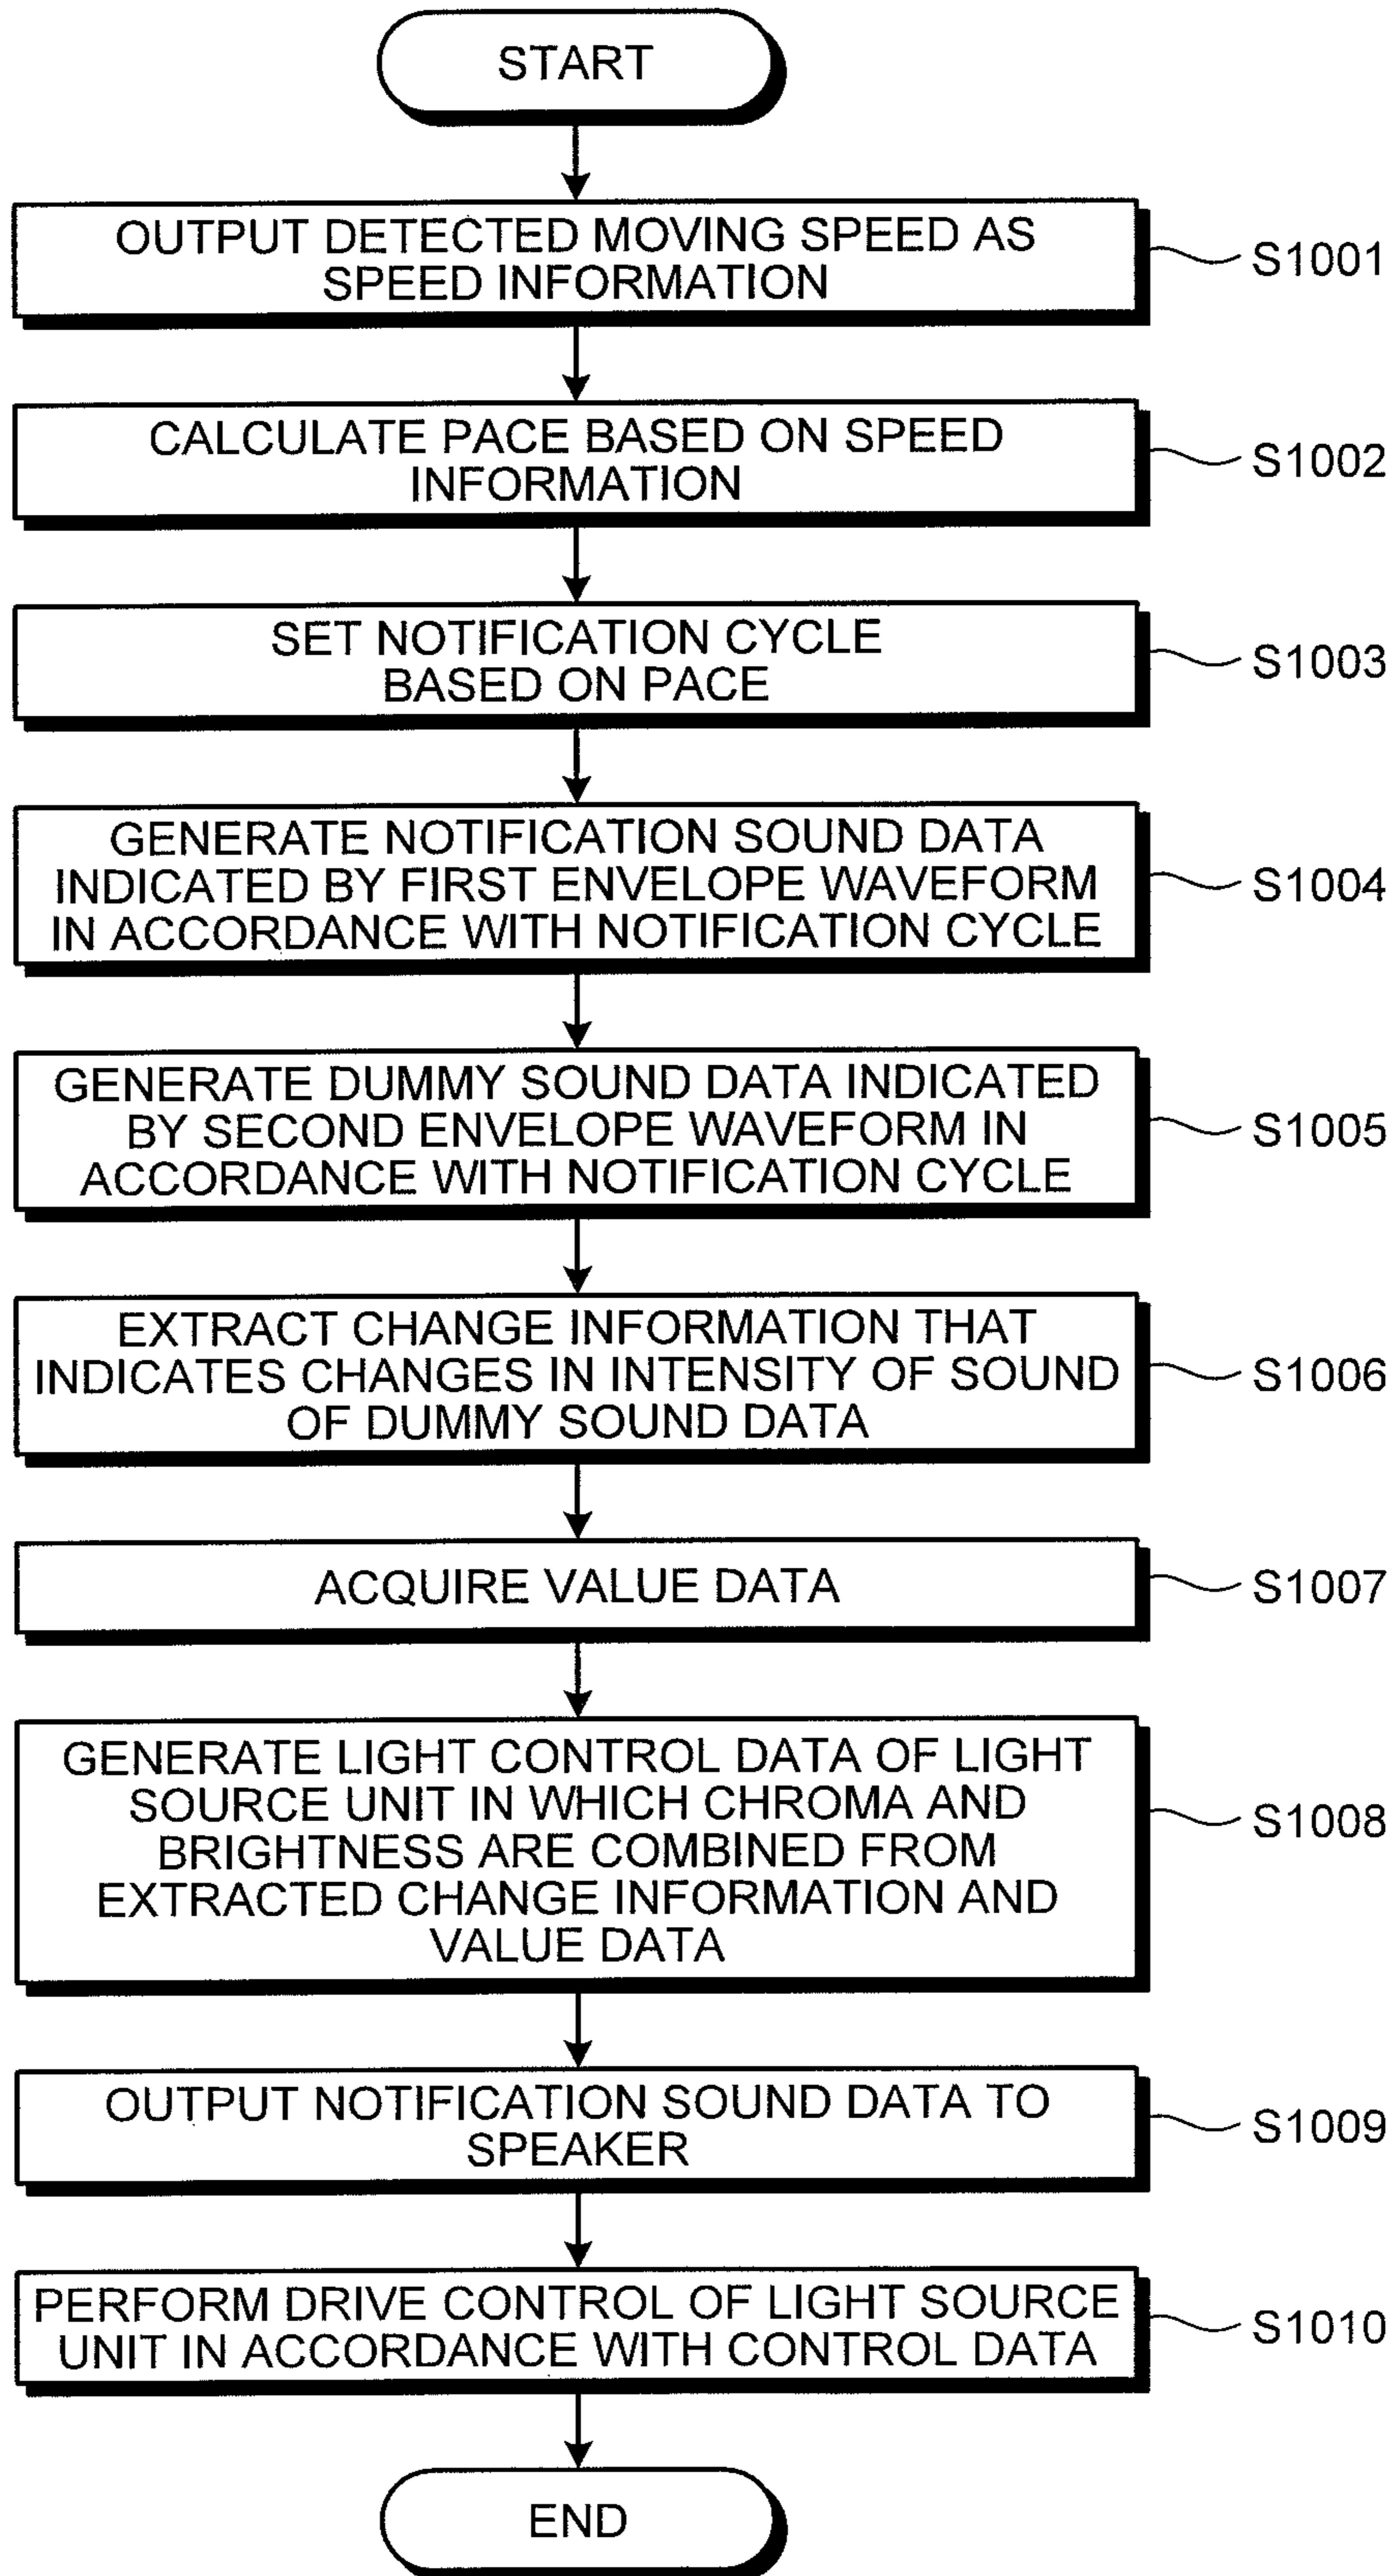 START
OUTPUT DETECTED MOVING SPEED AS
SPEED INFORMATION
S1001
CALCULATE PACE BASED ON SPEED
INFORMATION
S1002
SET NOTIFICATION CYCLE
BASED ON PACE
S1003
GENERATE NOTIFICATION SOUND DATA
INDICATED BY FIRST ENVELOPE WAVEFORM
IN ACCORDANCE WITH NOTIFICATION CYCLE
S1004
GENERATE DUMMY SOUND DATA INDICATED
BY SECOND ENVELOPE WAVEFORM IN
ACCORDANCE WITH NOTIFICATION CYCLE
S1005
EXTRACT CHANGE INFORMATION THAT
INDICATES CHANGES IN INTENSITY OF SOUND
OF DUMMY SOUND DATA
S1006
ACQUIRE VALUE DATA
S1007
GENERATE LIGHT CONTROL DATA OF LIGHT
SOURCE UNIT IN WHICH CHROMA AND
BRIGHTNESS ARE COMBINED FROM
EXTRACTED CHANGE INFORMATION AND
VALUE DATA
S1008
OUTPUT NOTIFICATION SOUND DATA TO
SPEAKER
S1009
PERFORM DRIVE CONTROL OF LIGHT SOURCE
UNIT IN ACCORDANCE WITH CONTROL DATA
S1010
END